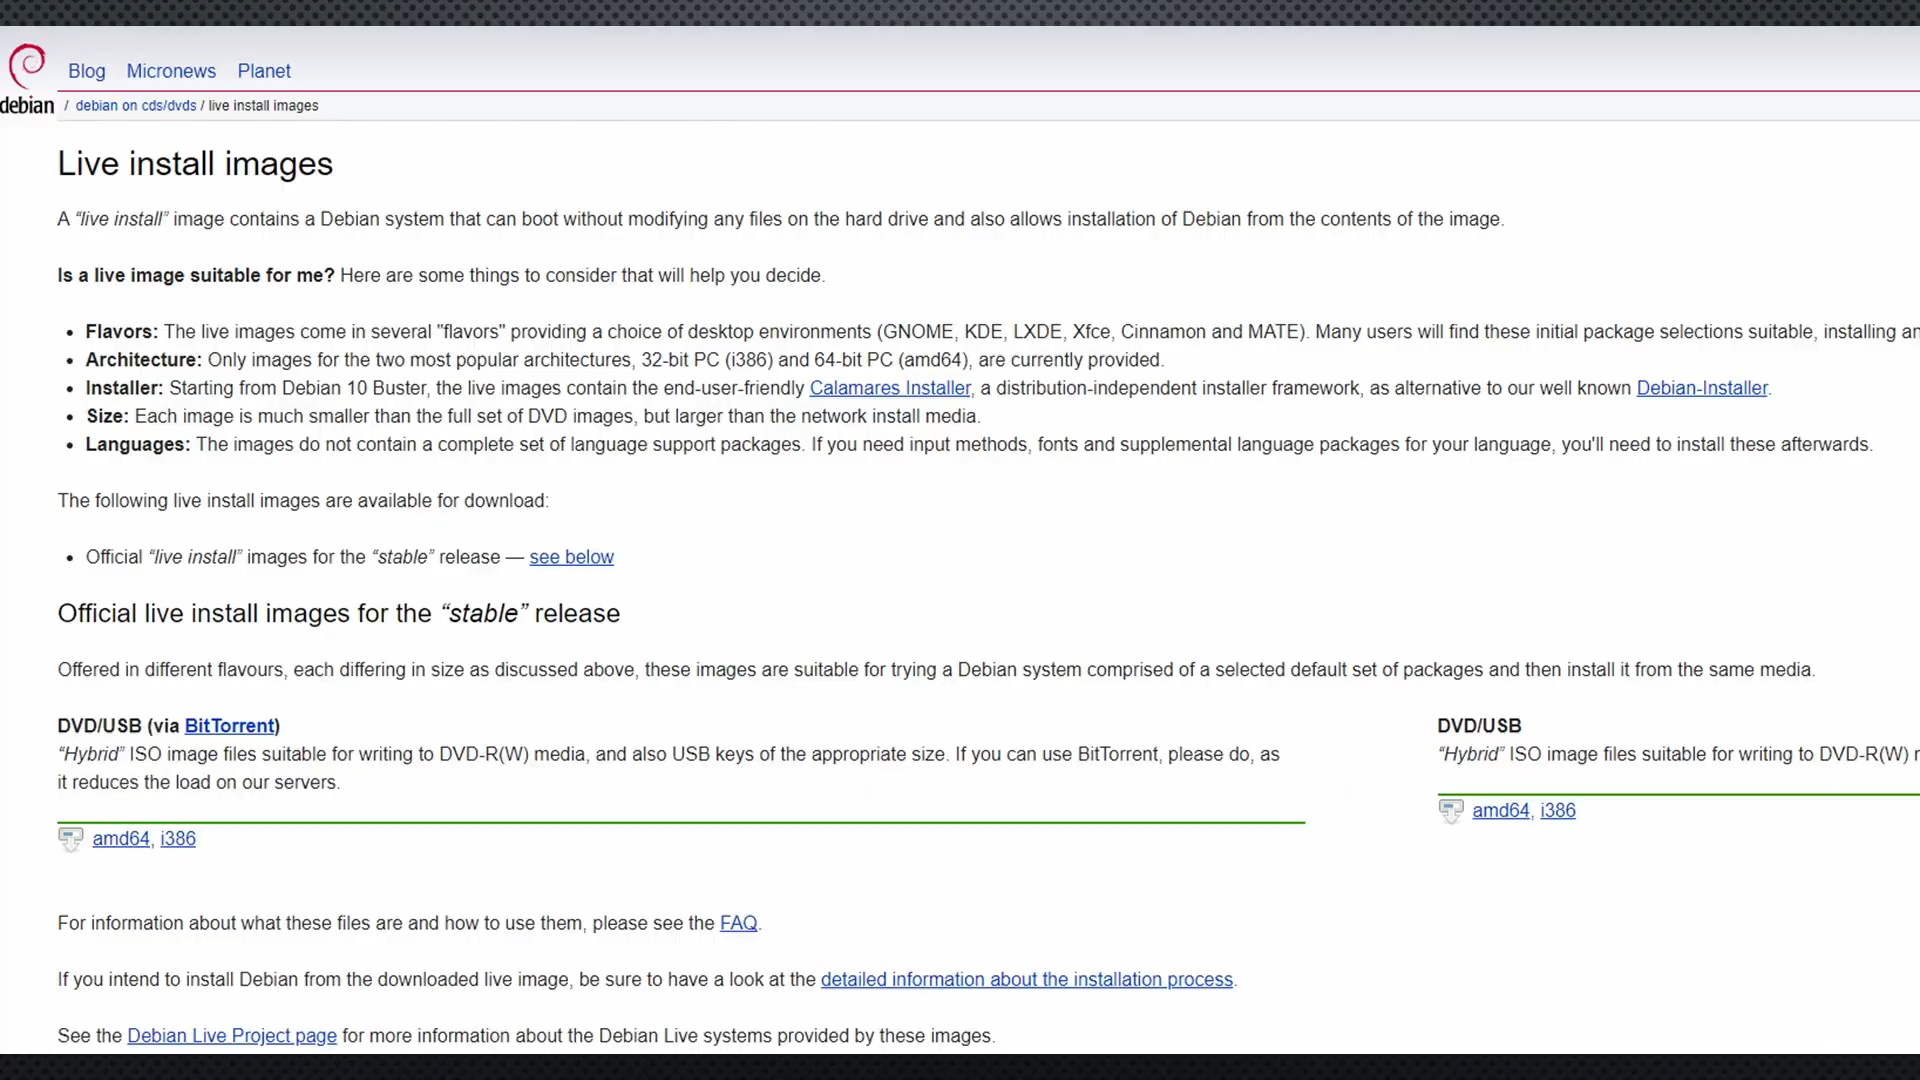 Blog Micronews Planet
debian / debian on cds/dvds / live install images
Live install images
A “live install” image contains a Debian system that can boot without modifying any files on the hard drive and also allows installation of Debian from the contents of the image.
Is a live image suitable for me? Here are some things to consider that will help you decide.
• Flavors: The live images come in several "flavors" providing a choice of desktop environments (GNOME, KDE, LXDE, Xfce, Cinnamon and MATE). Many users will find these initial package selections suitable, installing
• Architecture: Only images for the two most popular architectures, 32-bit PC (i386) and 64-bit PC (amd64), are currently provided.
• Installer: Starting from Debian 10 Buster, the live images contain the end-user-friendly Calamares Installer, a distribution-independent installer framework, as alternative to our well known Debian-Installer.
• Size: Each image is much smaller than the full set of DVD images, but larger than the network install media.
• Languages: The images do not contain a complete set of language support packages. If you need input methods, fonts and supplemental language packages for your language, you'll need to install these afterwards.
The following live install images are available for download:
• Official “live install” images for the “stable” release — see below
Official live install images for the “stable” release
Offered in different flavours, each differing in size as discussed above, these images are suitable for trying a Debian system comprised of a selected default set of packages and then install it from the same media.
DVD/USB (via BitTorrent)
“Hybrid” ISO image files suitable for writing to DVD-R(W) media, and also USB keys of the appropriate size. If you can use BitTorrent, please do, as
it reduces the load on our servers.
amd64, i386
DVD/USB
“Hybrid” ISO image files suitable for writing to DVD-R(W)
amd64, i386
For information about what these files are and how to use them, please see the FAQ.
If you intend to install Debian from the downloaded live image, be sure to have a look at the detailed information about the installation process.
See the Debian Live Project page for more information about the Debian Live systems provided by these images.